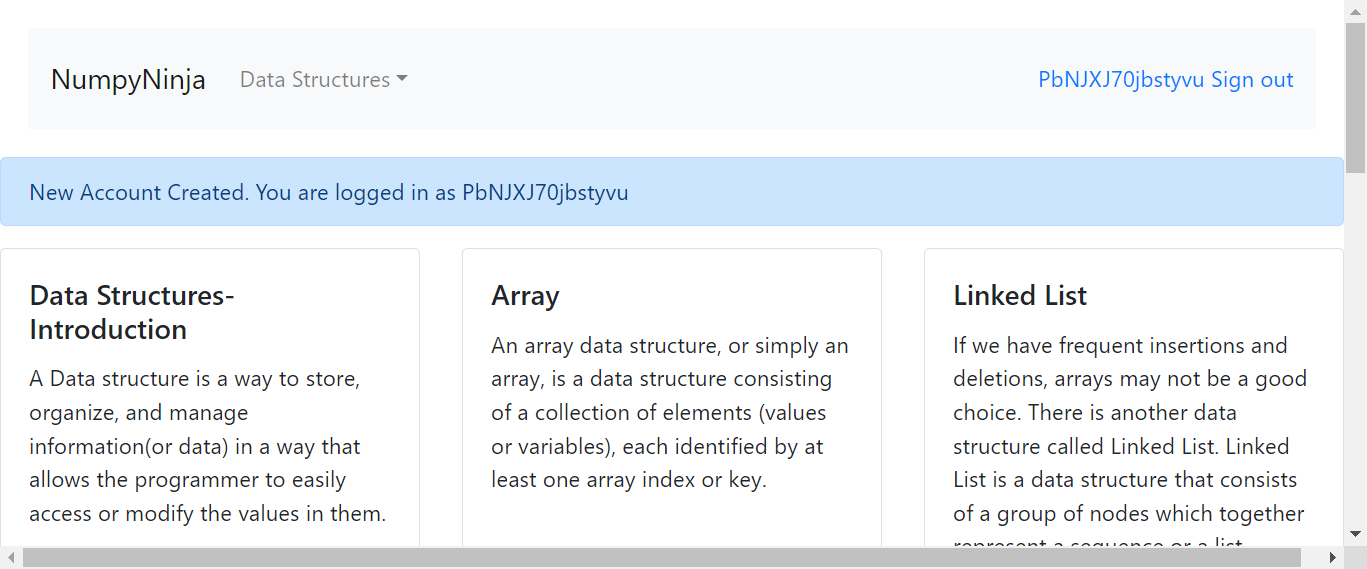 NumpyNinja Data Structures PbNJXJ70jbstyvu Sign out
New Account Created. You are logged in as PbNJXJ70jbstyvu
Data Structures-
Introduction
A Data structure is a way to store,
organize, and manage
information(or data) in a way that
allows the programmer to easily
access or modify the values in them.
Array
An array data structure, or simply an
array, is a data structure consisting
of a collection of elements (values
or variables), each identified by at
least one array index or key.
Linked List
If we have frequent insertions and
deletions, arrays may not be a good
choice. There is another data
structure called Linked List. Linked
List is a data structure that consists
of a group of nodes which together
represent a sequence or a list